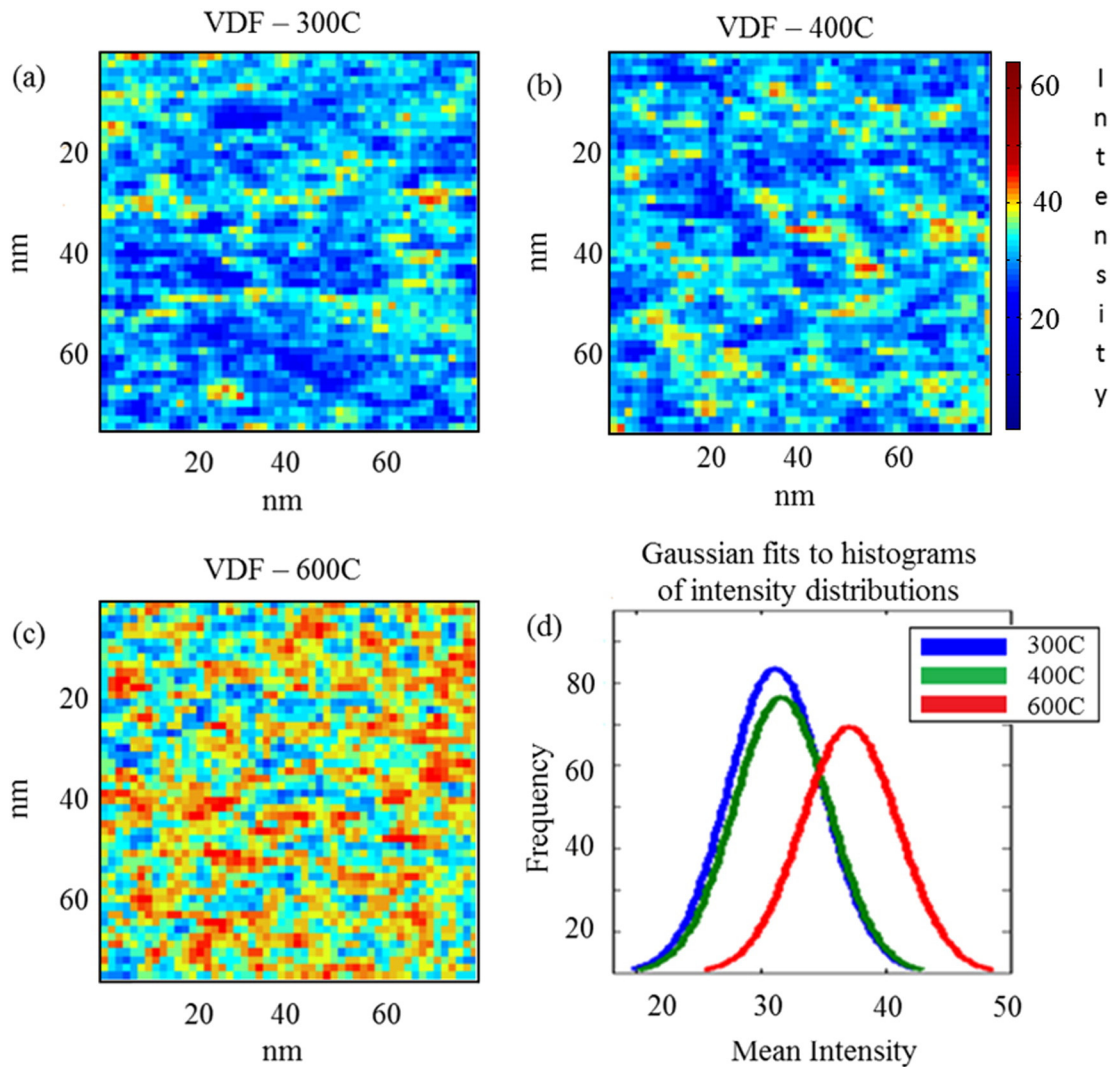 VDF – 300C
(a)
20
40
60
nm
20 40 60
nm
VDF – 400C
(b)
20
40
60
nm
20 40 60
nm
60
40
20
I
n
t
e
n
s
i
t
y
VDF – 600C
(c)
20
40
60
nm
20 40 60
nm
Gaussian fits to histograms
of intensity distributions
(d)
300C
400C
600C
80
60
40
20
Frequency
20 30 40 50
Mean Intensity